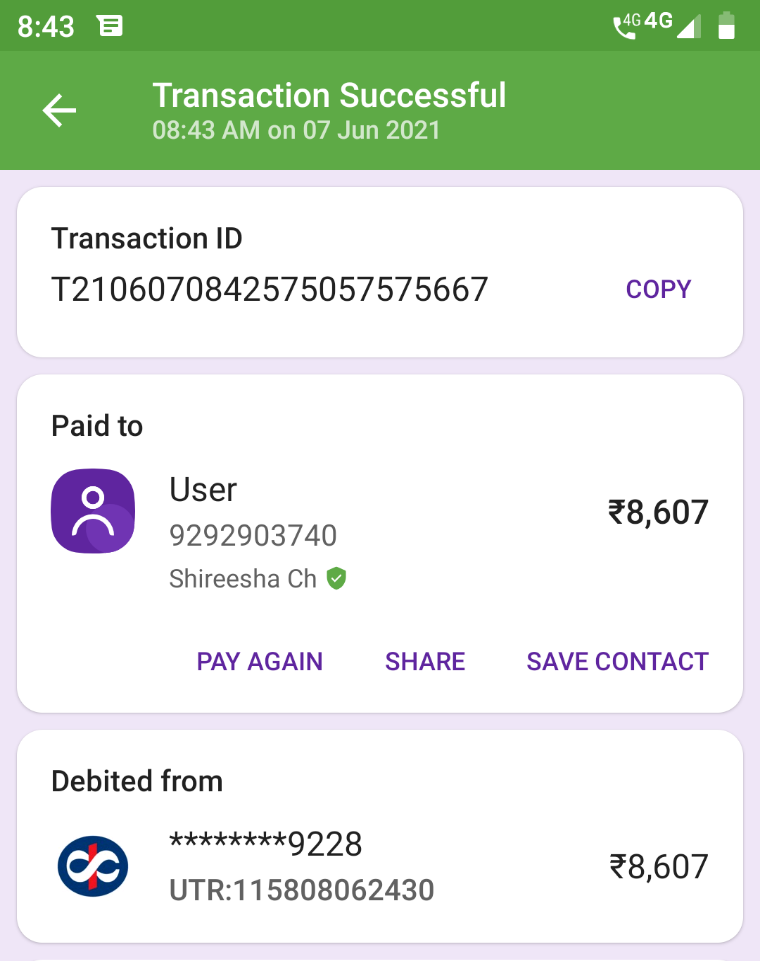 8:43
4G 4G
Transaction Successful
08:43 AM on 07 Jun 2021
Transaction ID
T2106070842575057575667 COPY
Paid to
User
₹8,607
9292903740
Shireesha Ch
PAY AGAIN SHARE SAVE CONTACT
Debited from
********9228
₹8,607
UTR:115808062430